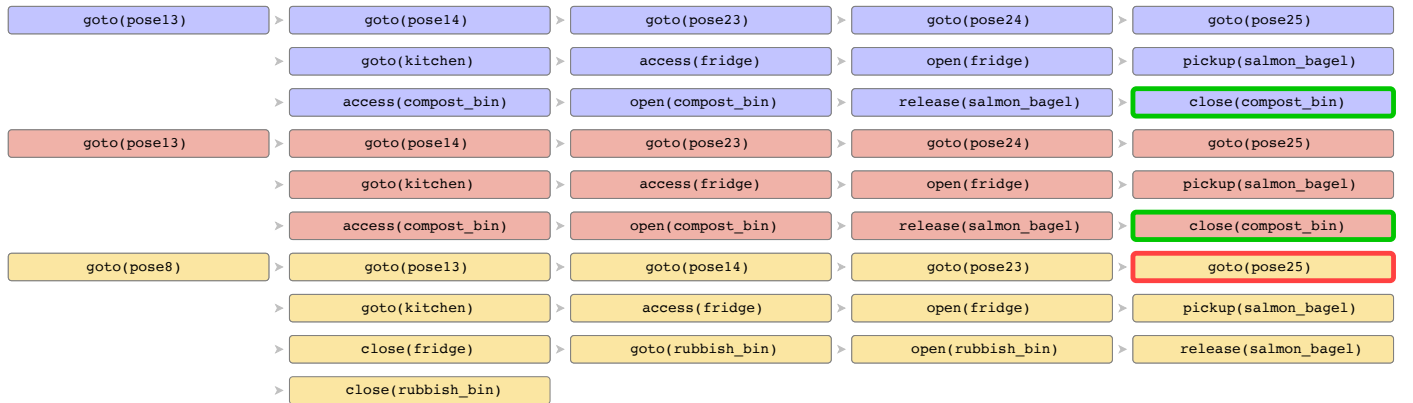 goto(pose13) goto(pose14) goto(pose23) goto(pose24) goto(pose25)
goto(kitchen) access(fridge) open(fridge) pickup(salmon_bagel)
access(compost_bin) open(compost_bin) release(salmon_bagel) close(compost_bin)
goto(pose13) goto(pose14) goto(pose23) goto(pose24) goto(pose25)
goto(kitchen) access(fridge) open(fridge) pickup(salmon_bagel)
access(compost_bin) open(compost_bin) release(salmon_bagel) close(compost_bin)
goto(pose8) goto(pose13) goto(pose14) goto(pose23) goto(pose25)
goto(kitchen) access(fridge) open(fridge) pickup(salmon_bagel)
close(fridge) goto(rubbish_bin) open(rubbish_bin) release(salmon_bagel)
close(rubbish_bin)